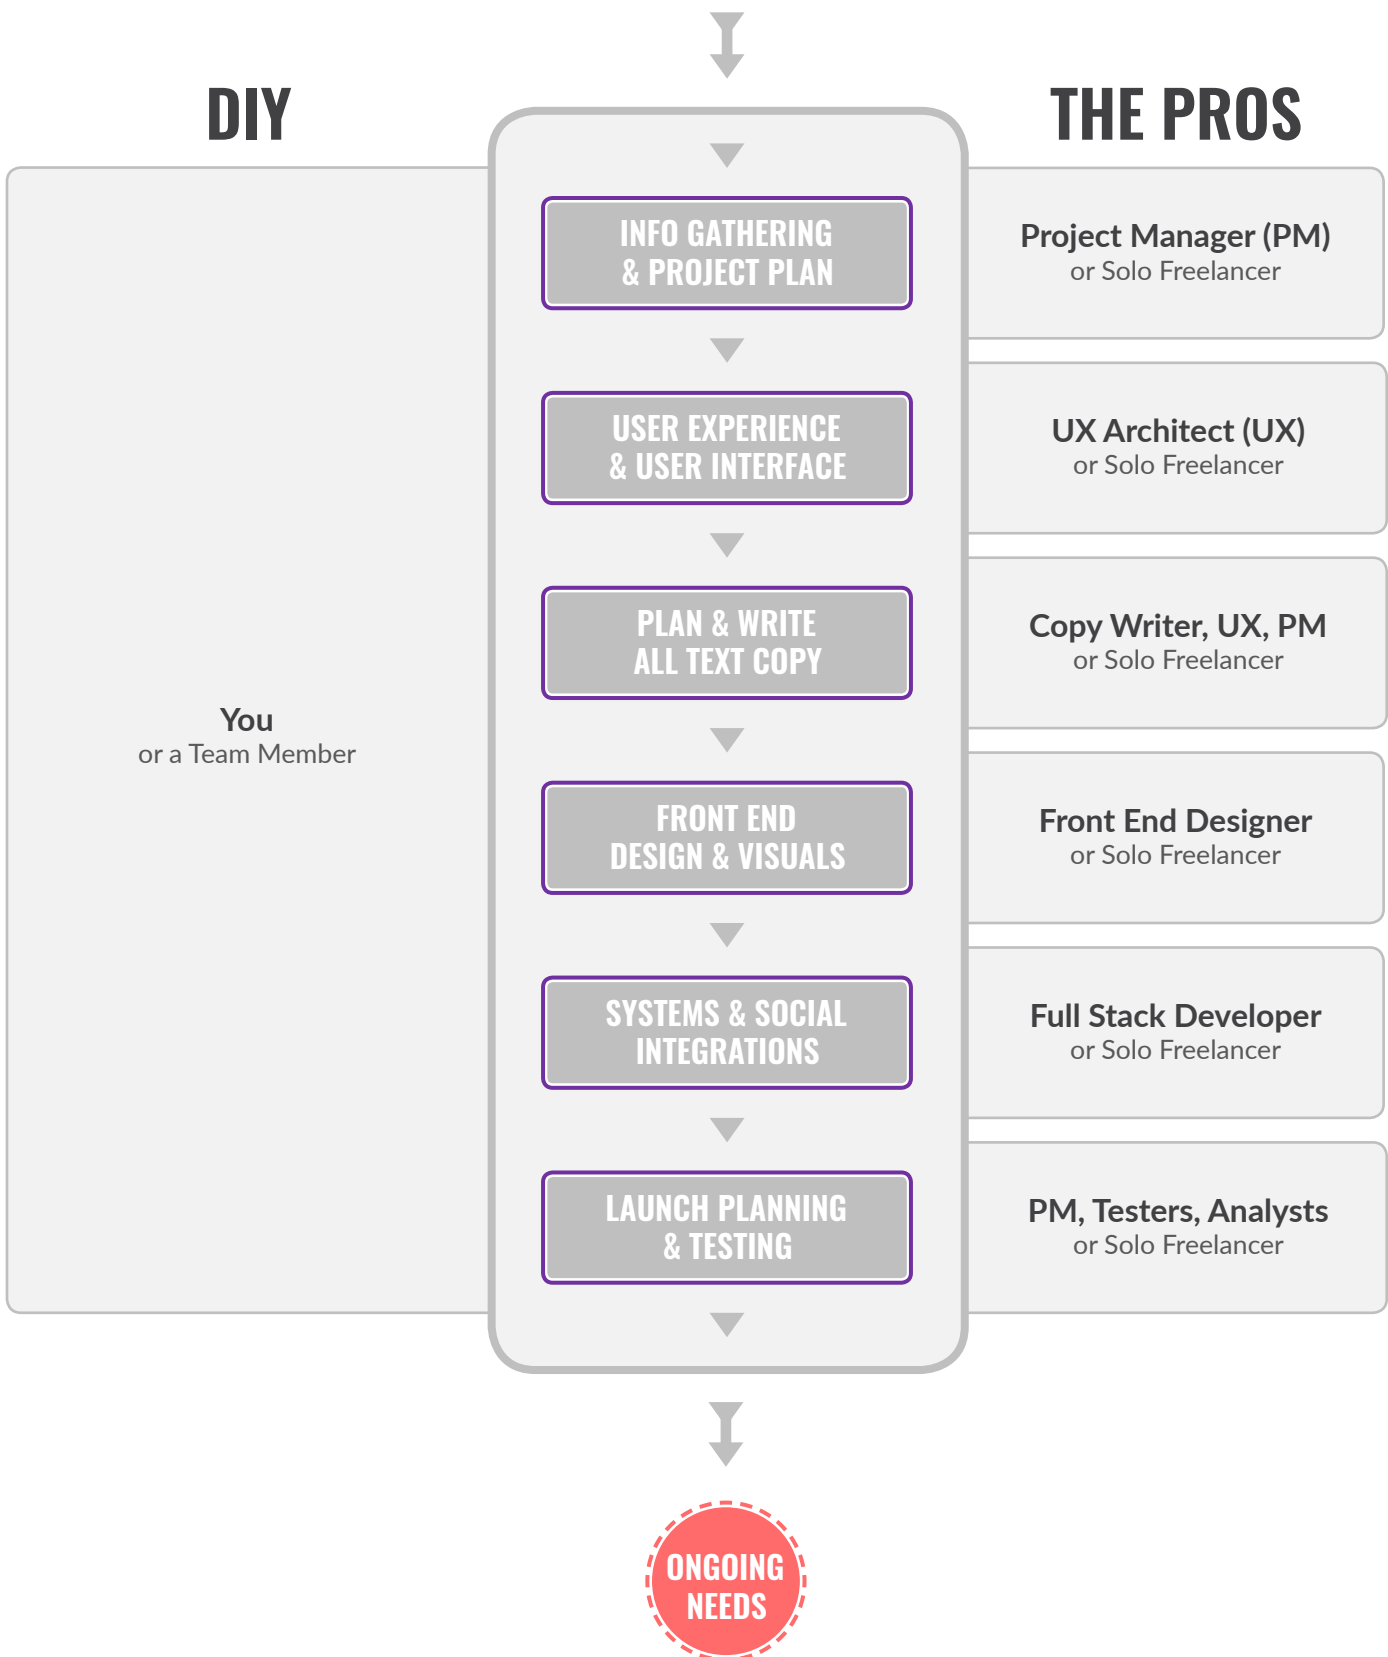 DIY
THE PROS
INFO GATHERING
& PROJECT PLAN
Project Manager (PM)
or Solo Freelancer
USER EXPERIENCE
& USER INTERFACE
UX Architect (UX)
or Solo Freelancer
PLAN & WRITE
ALL TEXT COPY
Copy Writer, UX, PM
or Solo Freelancer
You
or a Team Member
FRONT END
DESIGN & VISUALS
Front End Designer
or Solo Freelancer
SYSTEMS & SOCIAL
INTEGRATIONS
Full Stack Developer
or Solo Freelancer
LAUNCH PLANNING
& TESTING
PM, Testers, Analysts
or Solo Freelancer
ONGOING
NEEDS